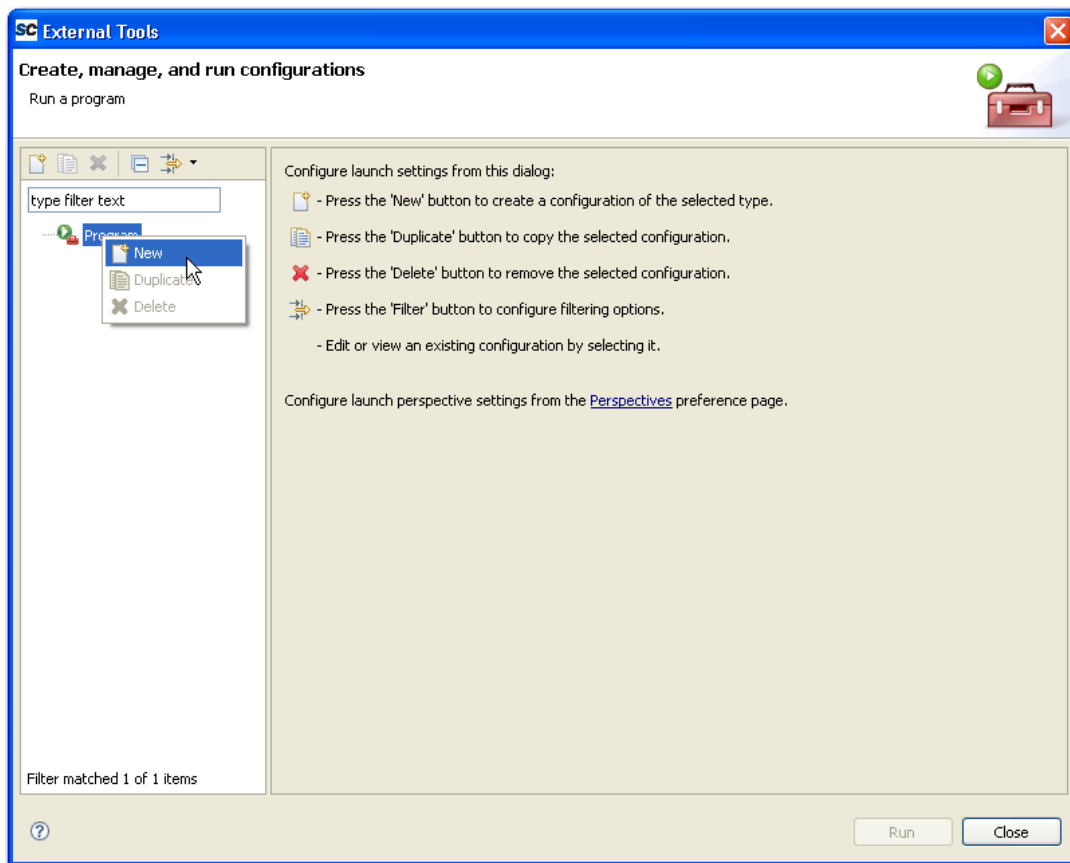 SC External Tools
Create, manage, and run configurations
Run a program
type filter text
Program
New
Duplicate
Delete
Filter matched 1 of 1 items
Configure launch settings from this dialog:
- Press the 'New' button to create a configuration of the selected type.
- Press the 'Duplicate' button to copy the selected configuration.
- Press the 'Delete' button to remove the selected configuration.
- Press the 'Filter' button to configure filtering options.
- Edit or view an existing configuration by selecting it.
Configure launch perspective settings from the Perspectives preference page.
?
Run
Close